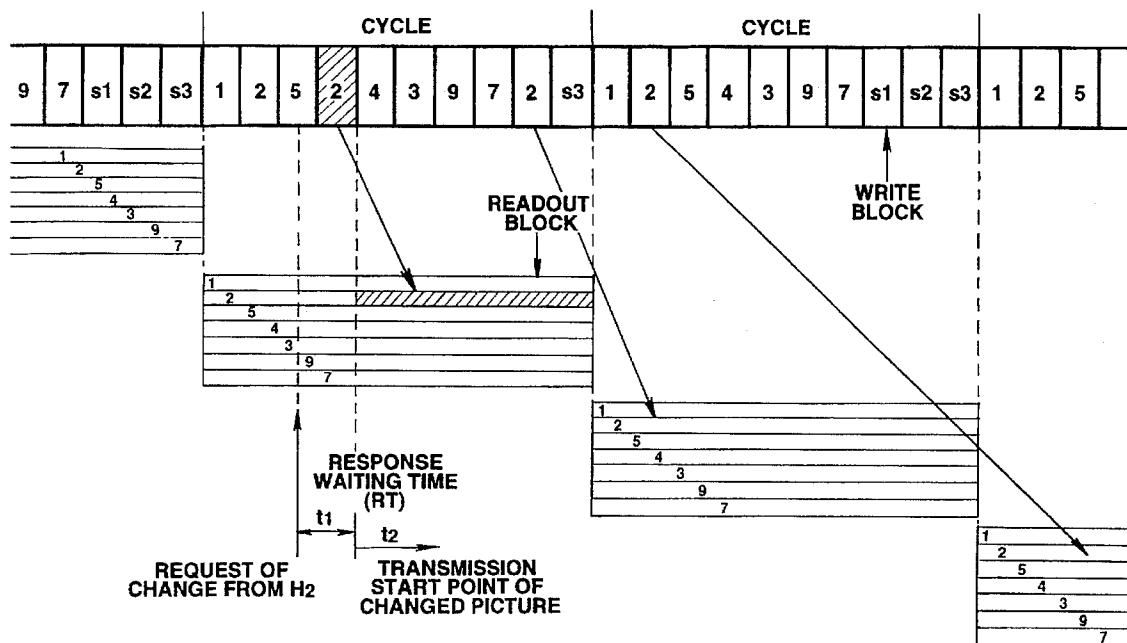 CYCLE CYCLE
9 7 s1 s2 s3 1 2 5 2 4 3 9 7 2 s3 1 2 5 4 3 9 7 s1 s2 s3 1 2 5
1
2
5
4
3
9
7
READOUT
BLOCK
WRITE
BLOCK
1
2
5
4
3
9
7
1
2
5
4
3
9
7
RESPONSE
WAITING TIME
(RT)
t1
t2
REQUEST OF
CHANGE FROM H2
TRANSMISSION
START POINT OF
CHANGED PICTURE
1
2
5
4
3
9
7